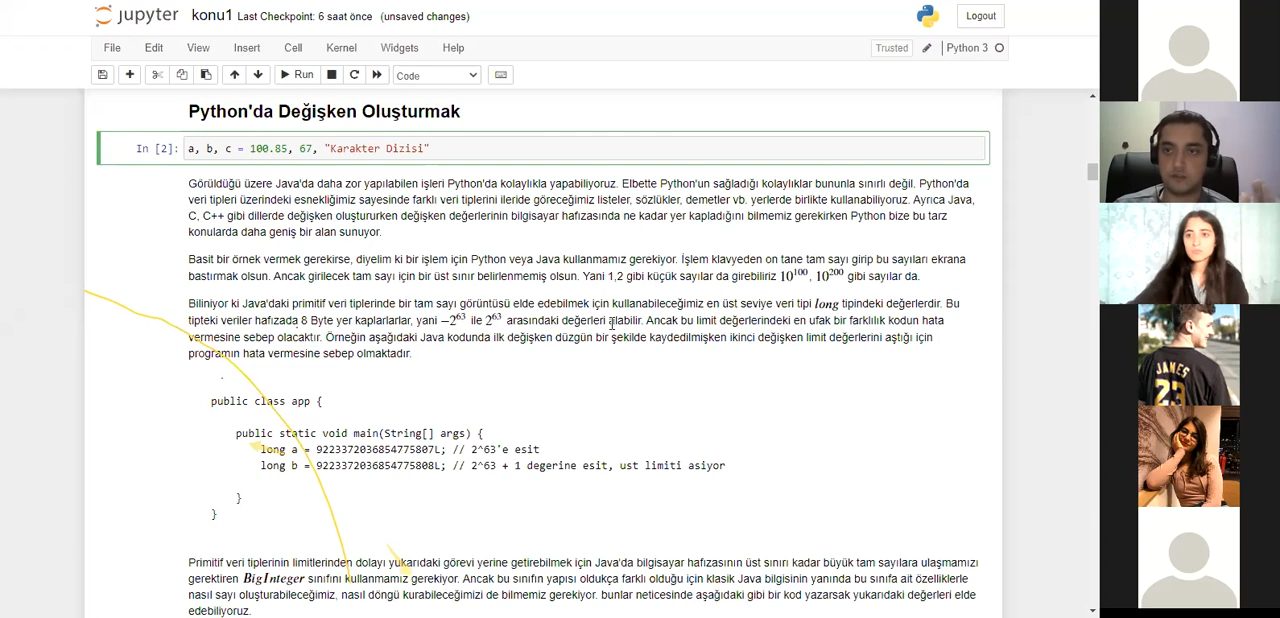 jupyter konu1 Last Checkpoint: 6 saat önce (unsaved changes) Logout
File Edit View Insert Cell Kernel Widgets Help Trusted Python 3
Run Code
Python'da Değişken Oluşturmak
In [2]: a, b, c = 100.85, 67, "Karakter Dizisi"
Görüldüğü üzere Java'da daha zor yapılabilen işleri Python'da kolaylıkla yapabiliyoruz. Elbette Python'un sağladığı kolaylıklar bununla sınırlı değil. Python'da
veri tipleri üzerindeki esnekliğimiz sayesinde farklı veri tiplerini ileride göreceğimiz listeler, sözlükler, demetler vb. yerlerde birlikte kullanabiliyoruz. Ayrıca Java,
C, C++ gibi dillerde değişken oluştururken değişken değerlerinin bilgisayar hafızasında ne kadar yer kapladığını bilmemiz gerekirken Python bize bu tarz
konularda daha geniş bir alan sunuyor.
Basit bir örnek vermek gerekirse, diyelim ki bir işlem için Python veya Java kullanmamız gerekiyor. İşlem klavyeden on tane tam sayı girip bu sayıları ekrana
bastırmak olsun. Ancak girilecek tam sayı için bir üst sınır belirlenmemiş olsun. Yani 1,2 gibi küçük sayılar da girebiliriz 10^100, 10^200 gibi sayılar da.
Biliniyor ki Java'daki primitif veri tiplerinde bir tam sayı görüntüsü elde edebilmek için kullanabileceğimiz en üst seviye veri tipi long tipindeki değerlerdir. Bu
tipteki veriler hafızada 8 Byte yer kaplarlarlar, yani −2^63 ile 2^63 arasındaki değerleri alabilir. Ancak bu limit değerlerindeki en ufak bir farklılık kodun hata
vermesine sebep olacaktır. Örneğin aşağıdaki Java kodunda ilk değişken düzgün bir şekilde kaydedilmişken ikinci değişken limit değerlerini aştığı için
programın hata vermesine sebep olmaktadır.
public class app {
public static void main(String[] args) {
long a = 9223372036854775807L; // 2^63'e esit
long b = 9223372036854775808L; // 2^63 + 1 degerine esit, ust limiti asiyor
}
}
Primitif veri tiplerinin limitlerinden dolayı yukarıdaki görevi yerine getirebilmek için Java'da bilgisayar hafızasının üst sınırı kadar büyük tam sayılara ulaşmamızı
gerektiren BigInteger sınıfını kullanmamız gerekiyor. Ancak bu sınıfın yapısı oldukça farklı olduğu için klasik Java bilgisinin yanında bu sınıfa ait özelliklerle
nasıl sayı oluşturabileceğimizi, nasıl döngü kurabileceğimizi de bilmemiz gerekiyor. bunlar neticesinde aşağıdaki gibi bir kod yazarsak yukarıdaki değerleri elde
edebiliyoruz.
JAMES
23